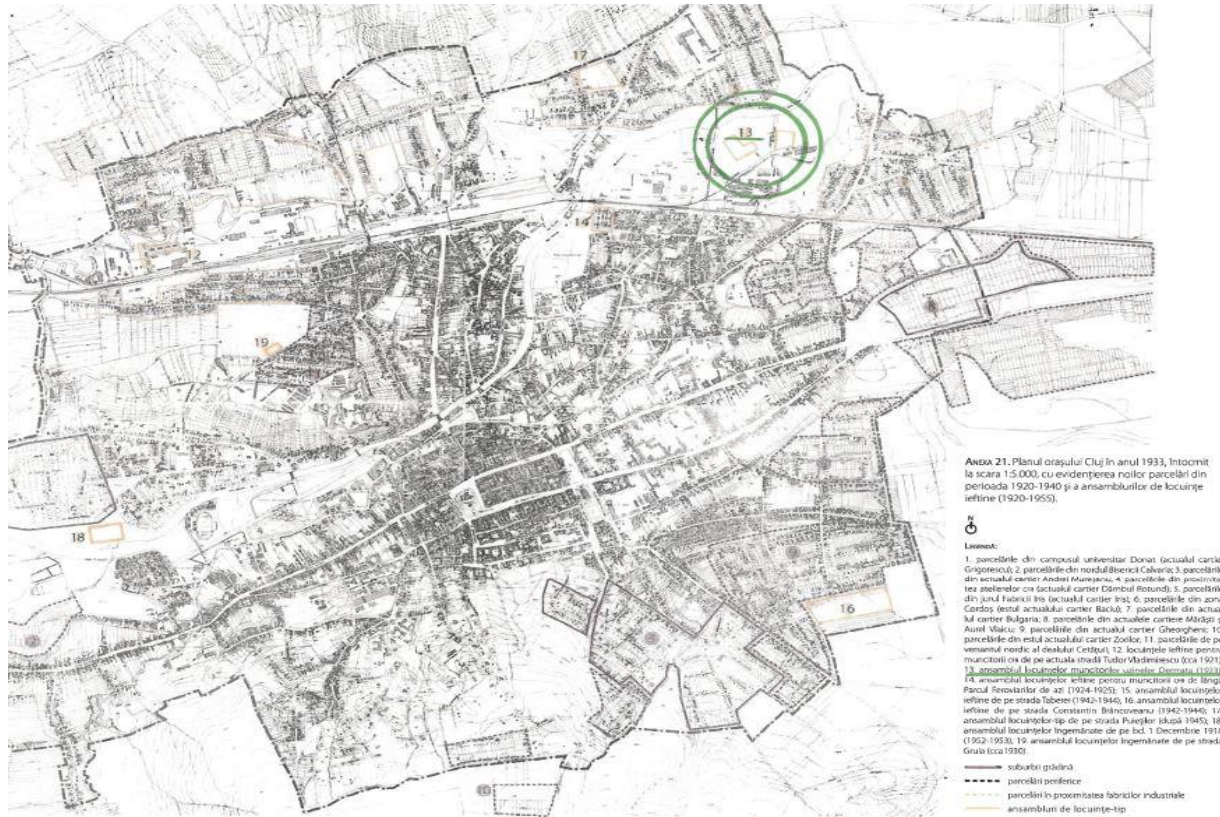 17
13
14
12
19
18
16
ANEXA 21. Planul orașului Cluj în anul 1933, întocmit
la scara 1:5.000, cu evidențierea noilor parcelări din
perioada 1920-1940 și a ansamblurilor de locuințe
ieftine (1920-1955).
N
LEGENDĂ:
1. parcelările din campusul universitar Donat (actualul cartier
Grigorescu); 2. parcelările din nordul Bisericii Calvaria; 3. parcelările
din actualul cartier Andrei Mureșanu, 4. parcelările din proximita-
tea atelierelor CFR (actualul cartier Dâmbul Rotund); 5. parcelările
din jurul Fabricii Iris (actualul cartier Iris); 6. parcelările din zona
Cordoș (estul actualului cartier Baciu); 7. parcelările din actua-
lul cartier Bulgaria; 8. parcelările din actualele cartiere Mărăști și
Aurel Vlaicu; 9. parcelările din actualul cartier Gheorgheni; 10.
parcelările din estul actualului cartier Zorilor, 11. parcelările de pe
versantul nordic al dealului Cetățuii, 12. locuințele ieftine pentru
muncitorii CFR de pe actuala stradă Tudor Vladimirescu (cca 1921);
13. ansamblul locuințelor muncitorilor uzinelor Dermata (1923);
14. ansamblul locuințelor ieftine pentru muncitorii CFR de lângă
Parcul Feroviarilor de azi (1924-1925); 15. ansamblul locuințelor
ieftine de pe strada Taberei (1942-1944); 16. ansamblul locuințelor
ieftine de pe strada Constantin Brâncoveanu (1942-1944); 17.
ansamblul locuințelor-tip de pe strada Puieților (după 1945); 18.
ansamblul locuințelor îngemănate de pe bd. 1 Decembrie 1918
(1952-1953); 19. ansamblul locuințelor îngemănate de pe strada
Gruia (cca 1930).
suburbii grădină
parcelări periferice
parcelări în proximitatea fabricilor industriale
ansambluri de locuințe-tip